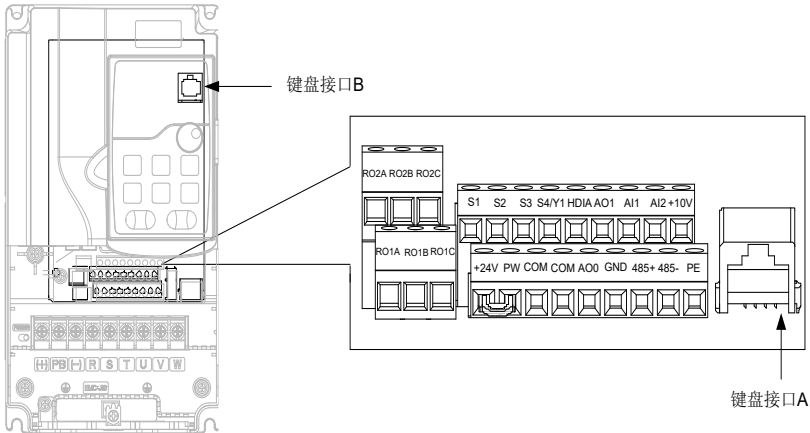 键盘接口B
RO2A RO2B RO2C
S1 S2 S3 S4/Y1 HDIA AO1 AI1 AI2 +10V
RO1A RO1B RO1C
+24V PW COM COM AO0 GND 485+ 485- PE
(+) PB (-) R S T U V W
键盘接口A